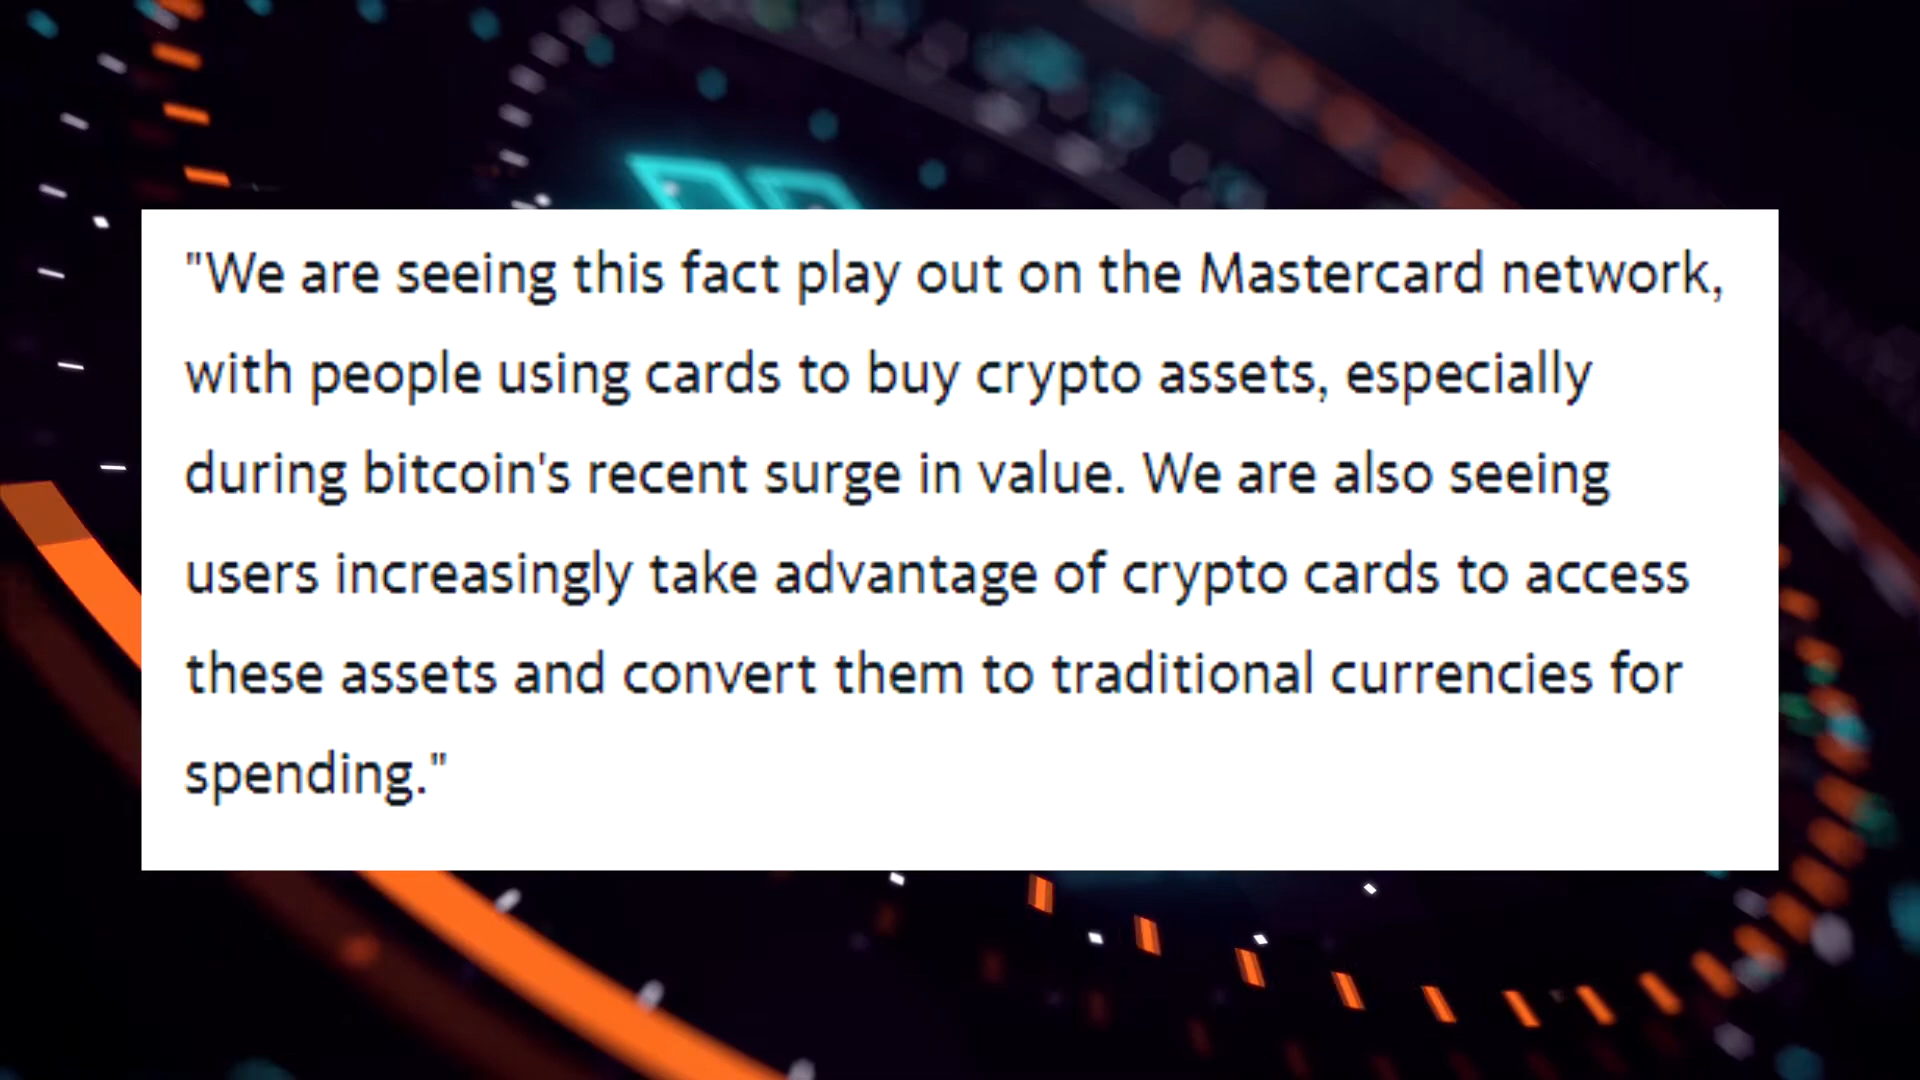 "We are seeing this fact play out on the Mastercard network,
with people using cards to buy crypto assets, especially
during bitcoin's recent surge in value. We are also seeing
users increasingly take advantage of crypto cards to access
these assets and convert them to traditional currencies for
spending."